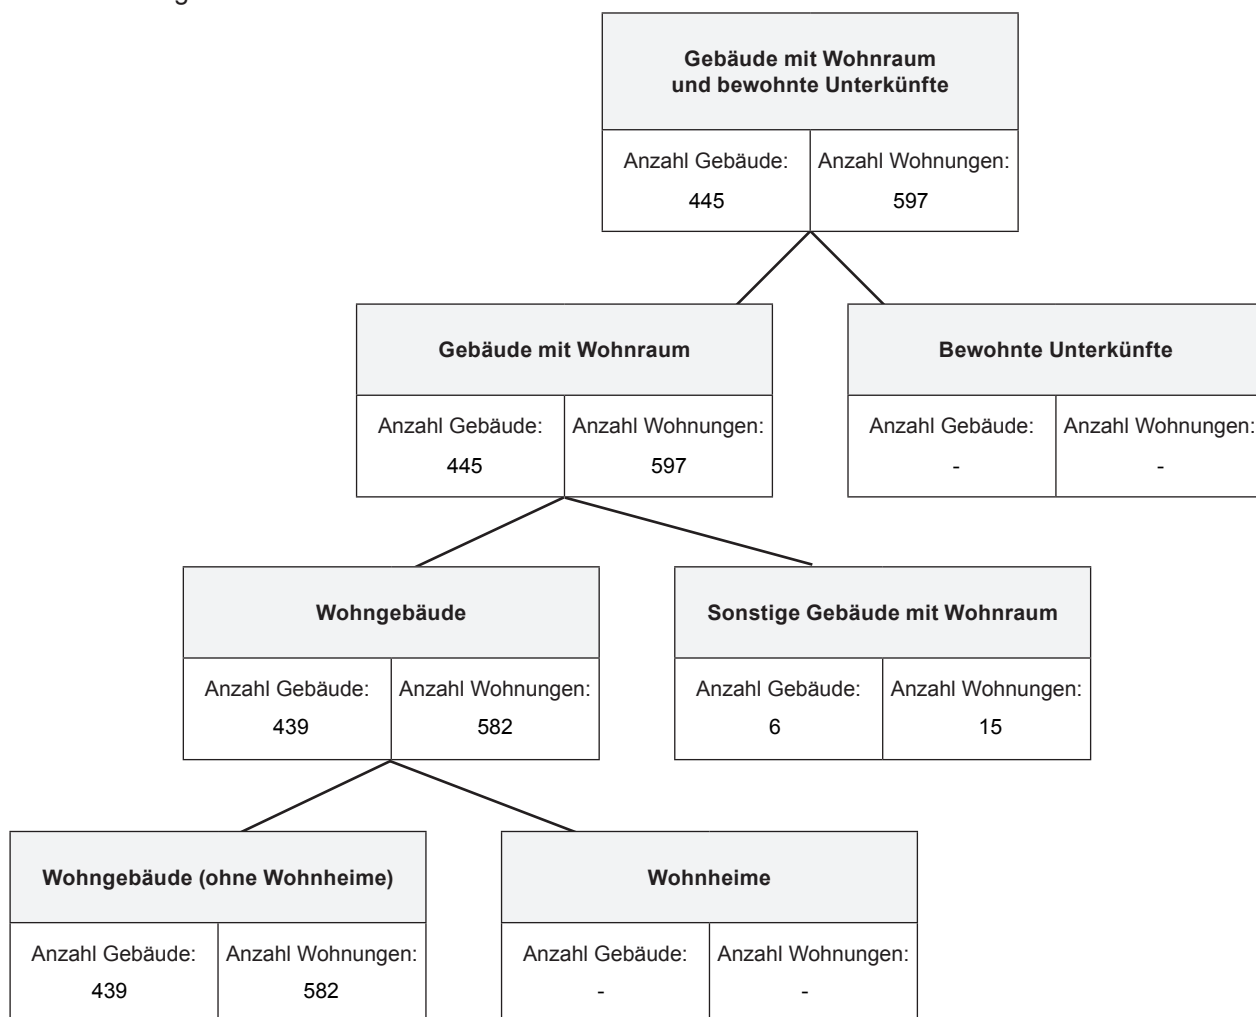 Gebäude mit Wohnraum
und bewohnte Unterkünfte
Anzahl Gebäude: Anzahl Wohnungen:
445 597
Gebäude mit Wohnraum Bewohnte Unterkünfte
Anzahl Gebäude: Anzahl Wohnungen: Anzahl Gebäude: Anzahl Wohnungen:
445 597 - -
Wohngebäude Sonstige Gebäude mit Wohnraum
Anzahl Gebäude: Anzahl Wohnungen: Anzahl Gebäude: Anzahl Wohnungen:
439 582 6 15
Wohngebäude (ohne Wohnheime) Wohnheime
Anzahl Gebäude: Anzahl Wohnungen: Anzahl Gebäude: Anzahl Wohnungen:
439 582 - -